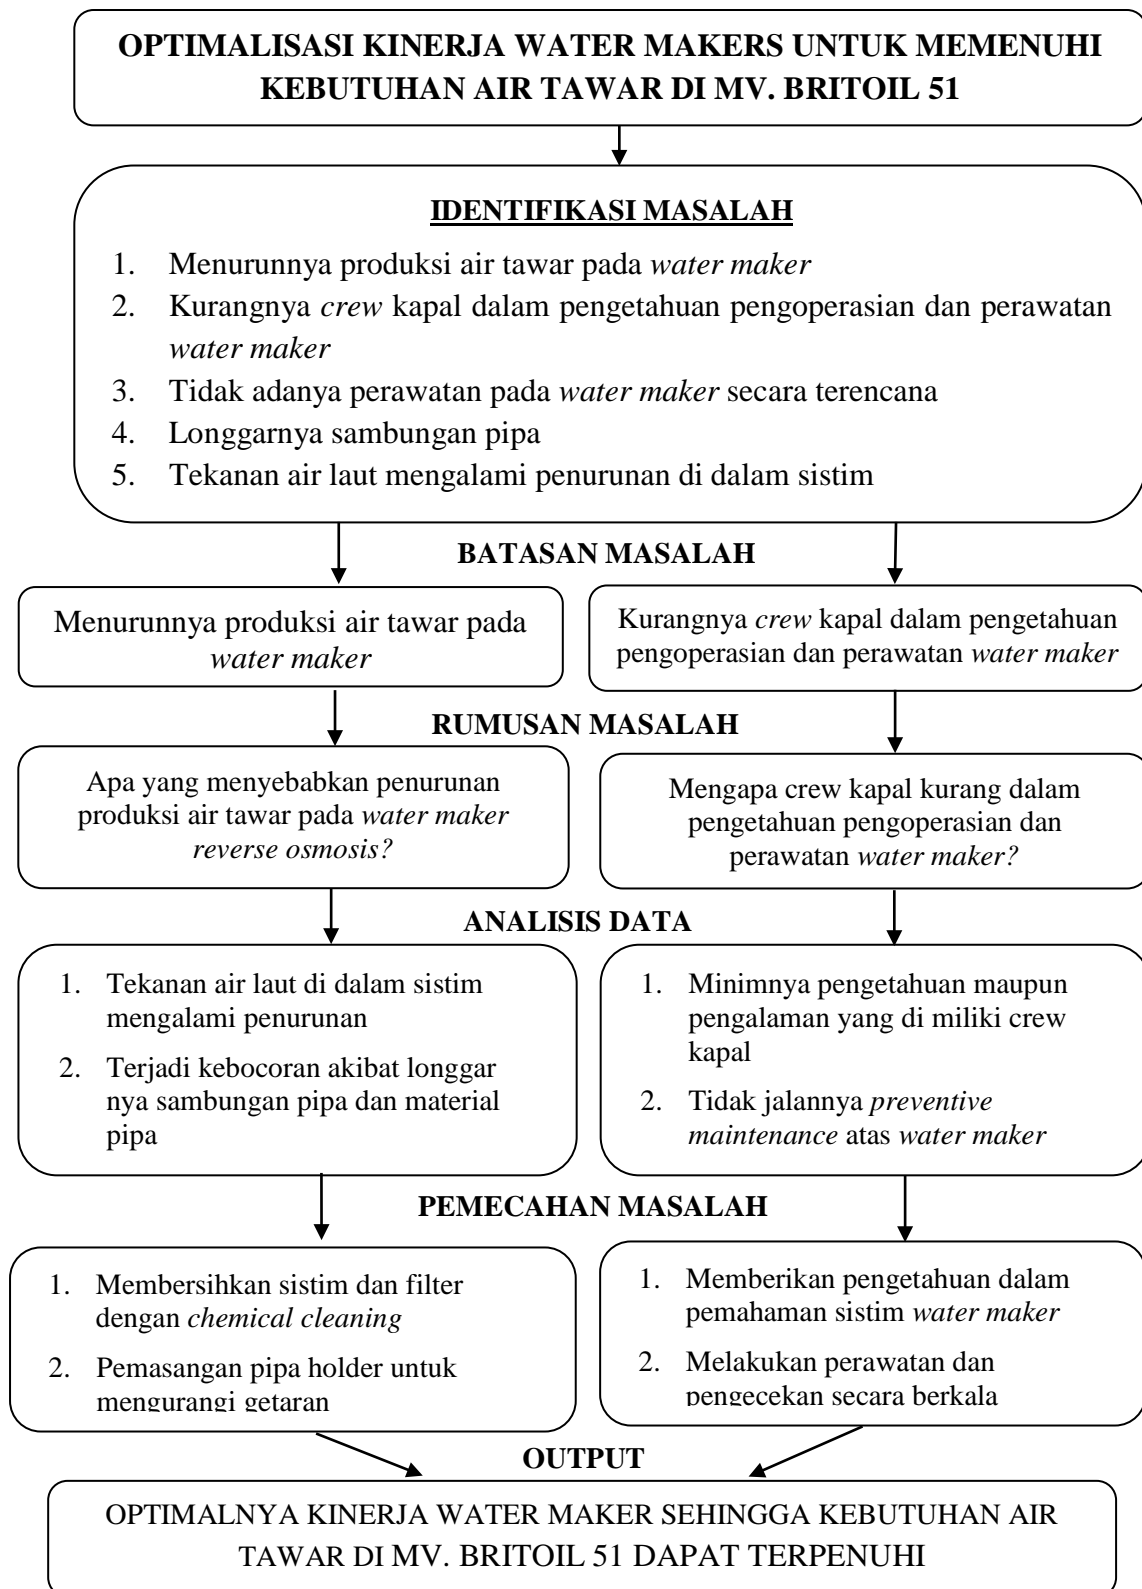 OPTIMALISASI KINERJA WATER MAKERS UNTUK MEMENUHI
KEBUTUHAN AIR TAWAR DI MV. BRITOIL 51
IDENTIFIKASI MASALAH
1. Menurunnya produksi air tawar pada water maker
2. Kurangnya crew kapal dalam pengetahuan pengoperasian dan perawatan
water maker
3. Tidak adanya perawatan pada water maker secara terencana
4. Longgarnya sambungan pipa
5. Tekanan air laut mengalami penurunan di dalam sistim
BATASAN MASALAH
Menurunnya produksi air tawar pada
water maker
Kurangnya crew kapal dalam pengetahuan
pengoperasian dan perawatan water maker
RUMUSAN MASALAH
Apa yang menyebabkan penurunan
produksi air tawar pada water maker
reverse osmosis?
Mengapa crew kapal kurang dalam
pengetahuan pengoperasian dan
perawatan water maker?
ANALISIS DATA
1. Tekanan air laut di dalam sistim
mengalami penurunan
2. Terjadi kebocoran akibat longgar
nya sambungan pipa dan material
pipa
1. Minimnya pengetahuan maupun
pengalaman yang di miliki crew
kapal
2. Tidak jalannya preventive
maintenance atas water maker
PEMECAHAN MASALAH
1. Membersihkan sistim dan filter
dengan chemical cleaning
2. Pemasangan pipa holder untuk
mengurangi getaran
1. Memberikan pengetahuan dalam
pemahaman sistim water maker
2. Melakukan perawatan dan
pengecekan secara berkala
OUTPUT
OPTIMALNYA KINERJA WATER MAKER SEHINGGA KEBUTUHAN AIR
TAWAR DI MV. BRITOIL 51 DAPAT TERPENUHI